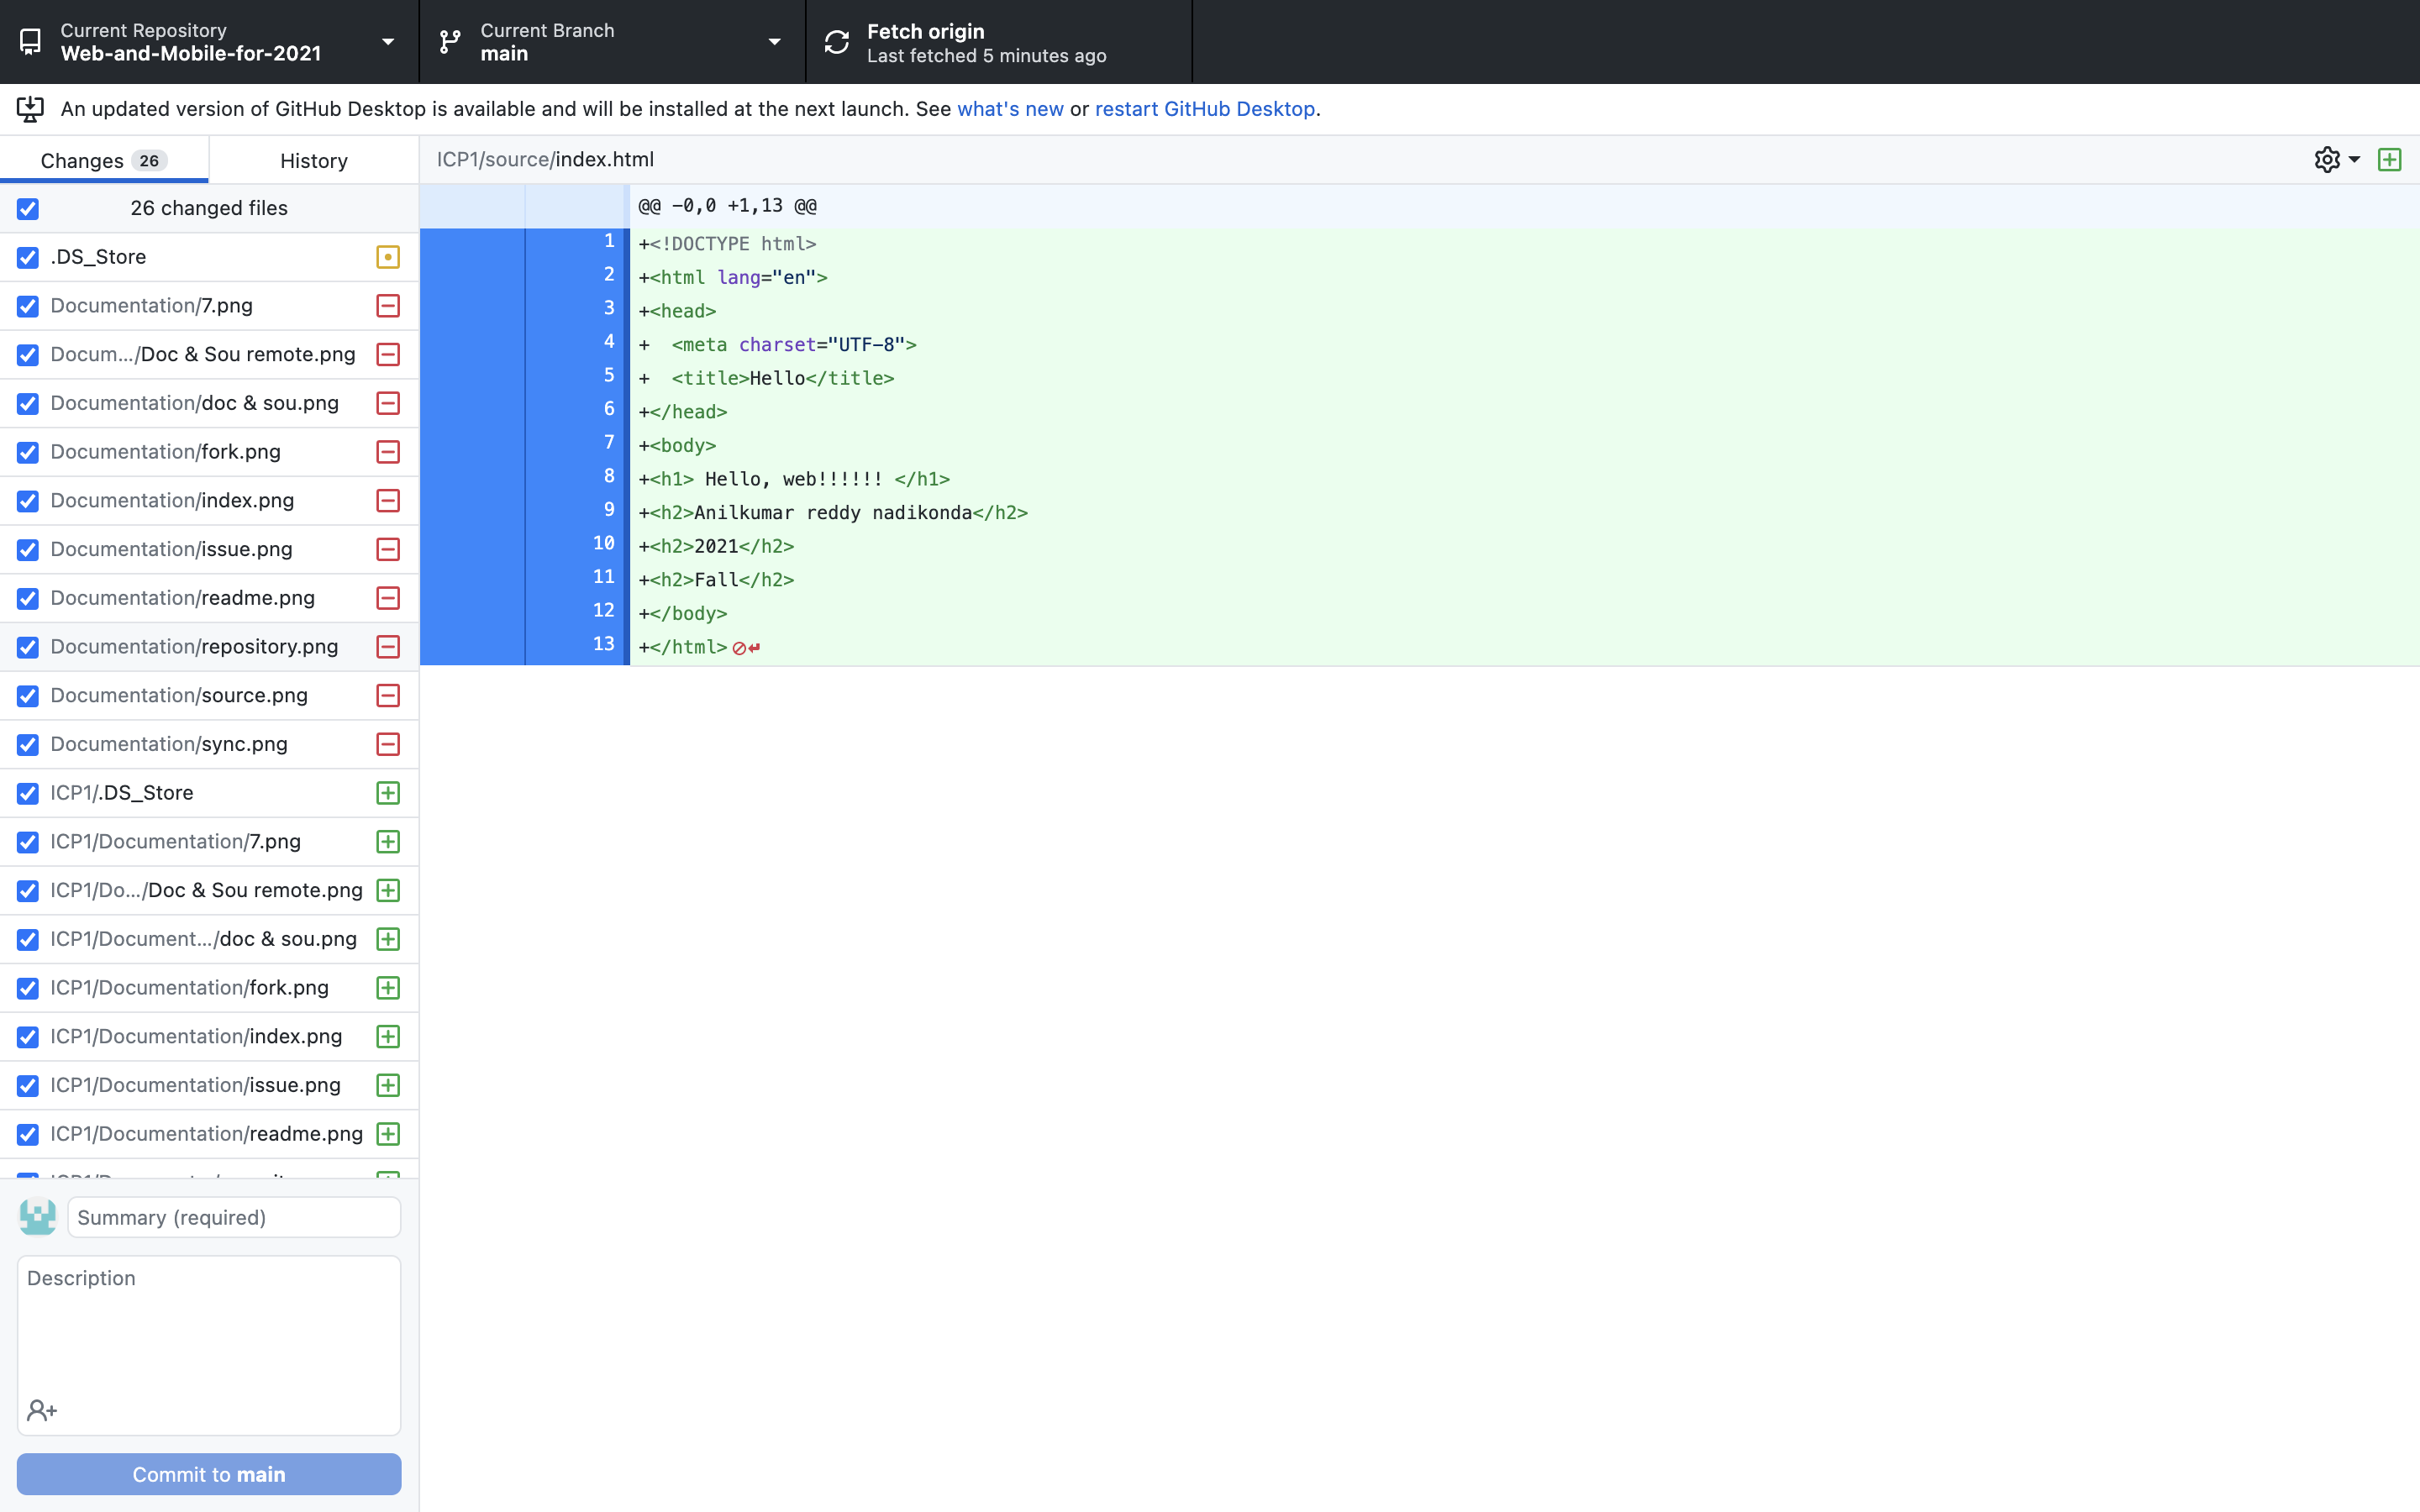 Current Repository
Web-and-Mobile-for-2021
Current Branch
main
Fetch origin
Last fetched 5 minutes ago
An updated version of GitHub Desktop is available and will be installed at the next launch. See what's new or restart GitHub Desktop.
Changes 26
History
ICP1/source/index.html
26 changed files
.DS_Store
Documentation/7.png
Docum.../Doc & Sou remote.png
Documentation/doc & sou.png
Documentation/fork.png
Documentation/index.png
Documentation/issue.png
Documentation/readme.png
Documentation/repository.png
Documentation/source.png
Documentation/sync.png
ICP1/.DS_Store
ICP1/Documentation/7.png
ICP1/Do.../Doc & Sou remote.png
ICP1/Document.../doc & sou.png
ICP1/Documentation/fork.png
ICP1/Documentation/index.png
ICP1/Documentation/issue.png
ICP1/Documentation/readme.png
Summary (required)
Description
Commit to main
@@ -0,0 +1,13 @@
1 +<!DOCTYPE html>
2 +<html lang="en">
3 +<head>
4 +  <meta charset="UTF-8">
5 +  <title>Hello</title>
6 +</head>
7 +<body>
8 +<h1> Hello, web!!!!!! </h1>
9 +<h2>Anilkumar reddy nadikonda</h2>
10 +<h2>2021</h2>
11 +<h2>Fall</h2>
12 +</body>
13 +</html>